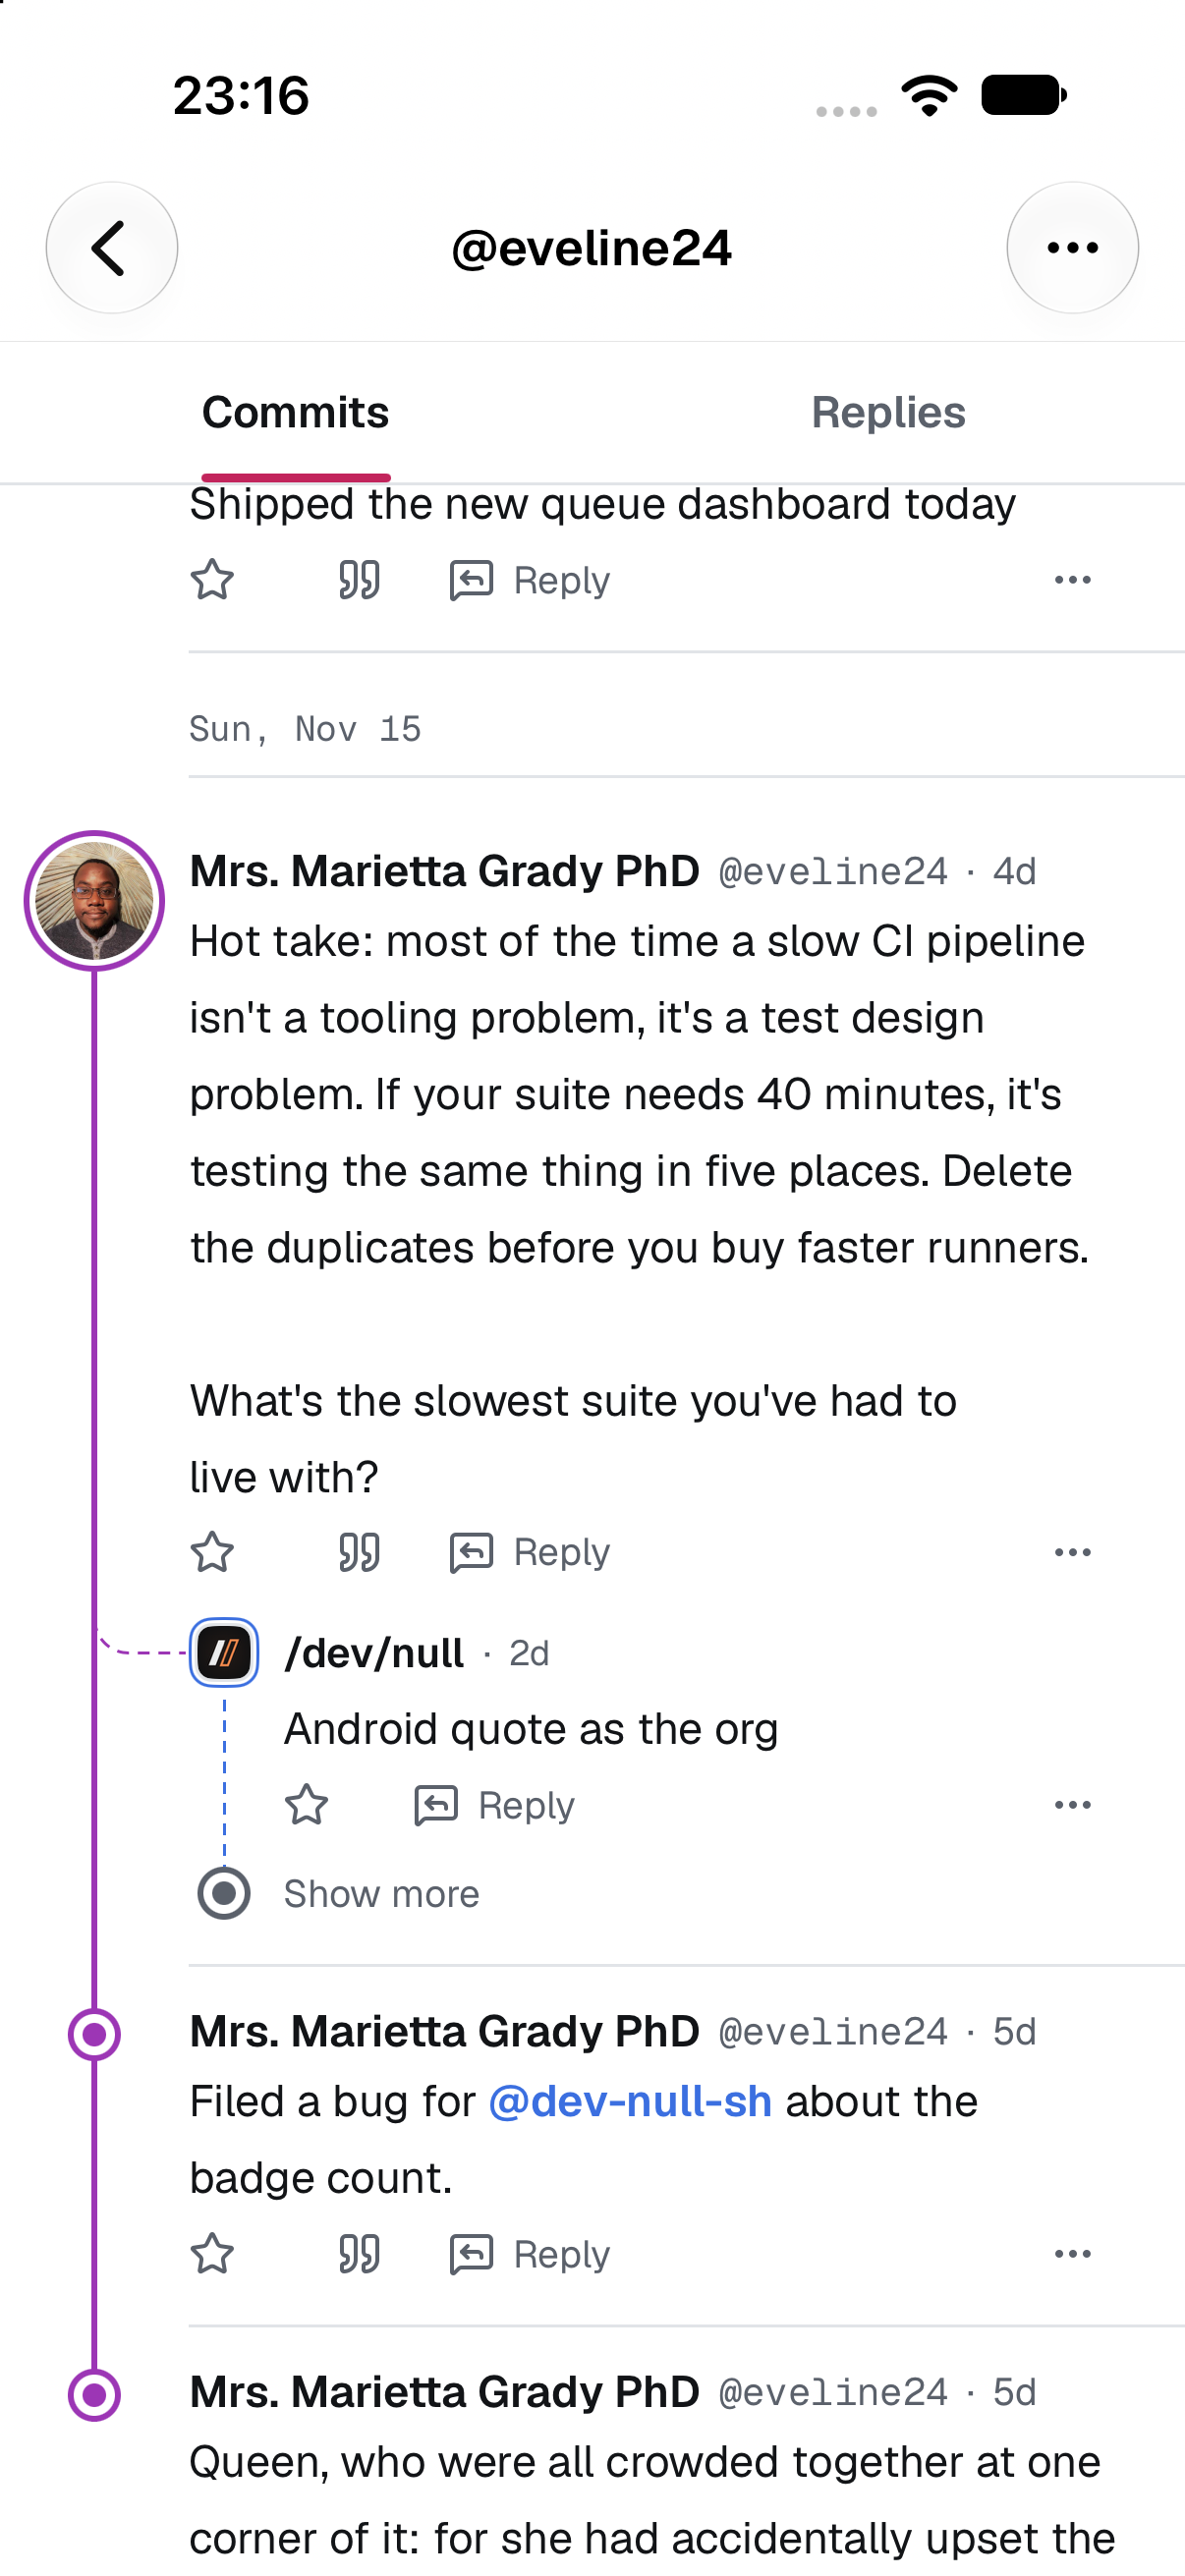 23:16
@eveline24
Commits
Replies
Shipped the new queue dashboard today
Reply
Sun, Nov 15
Mrs. Marietta Grady PhD @eveline24 · 4d
Hot take: most of the time a slow CI pipeline
isn't a tooling problem, it's a test design
problem. If your suite needs 40 minutes, it's
testing the same thing in five places. Delete
the duplicates before you buy faster runners.
What's the slowest suite you've had to
live with?
Reply
/dev/null · 2d
Android quote as the org
Reply
Show more
Mrs. Marietta Grady PhD @eveline24 · 5d
Filed a bug for @dev-null-sh about the
badge count.
Reply
Mrs. Marietta Grady PhD @eveline24 · 5d
Queen, who were all crowded together at one
corner of it: for she had accidentally upset the